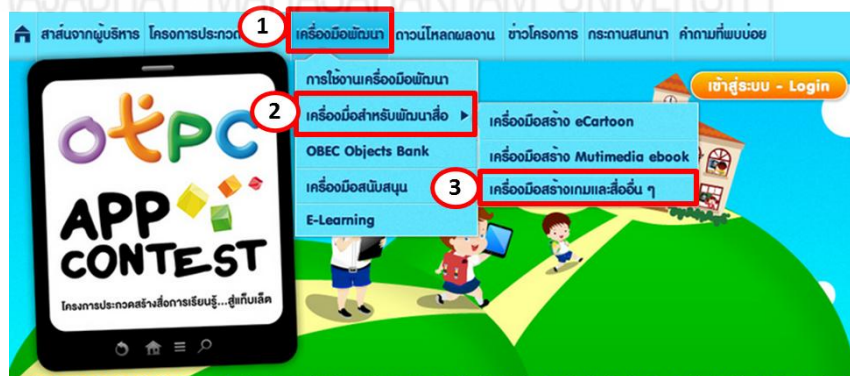 สาส์นจากผู้บริหาร โครงการประกวด 1 เครื่องมือพัฒนา ดาวน์โหลดผลงาน ข่าวโครงการ กระดานสนทนา คำถามที่พบบ่อย
เข้าสู่ระบบ - Login
การใช้งานเครื่องมือพัฒนา
2 เครื่องมือสำหรับพัฒนาสื่อ
เครื่องมือสร้าง eCartoon
OBEC Objects Bank
เครื่องมือสร้าง Mutimedia ebook
เครื่องมือสนับสนุน
3 เครื่องมือสร้างเกมและสื่ออื่น ๆ
E-Learning
otpc
APP
CONTEST
โครงการประกวดสร้างสื่อการเรียนรู้...สู่แท็บเล็ต